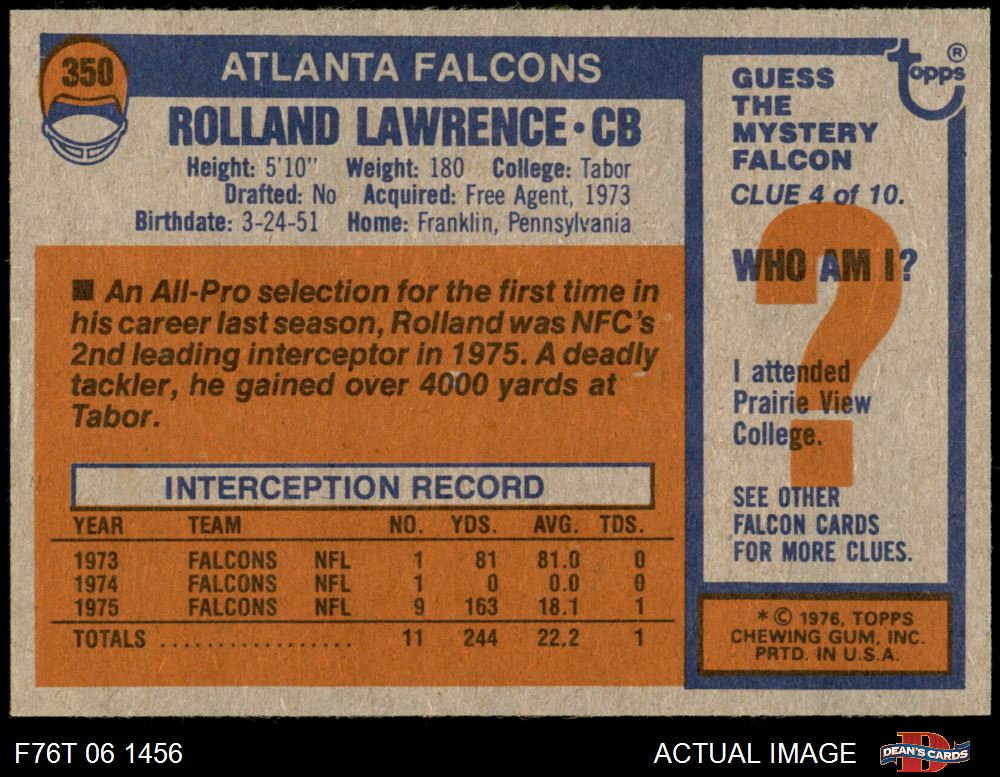 350
ATLANTA FALCONS
ROLLAND LAWRENCE • CB
Height: 5'10" Weight: 180 College: Tabor
Drafted: No Acquired: Free Agent, 1973
Birthdate: 3-24-51 Home: Franklin, Pennsylvania
■ An All-Pro selection for the first time in
his career last season, Rolland was NFC's
2nd leading interceptor in 1975. A deadly
tackler, he gained over 4000 yards at
Tabor.
INTERCEPTION RECORD
YEAR TEAM NO. YDS. AVG. TDS.
1973 FALCONS NFL 1 81 81.0 0
1974 FALCONS NFL 1 0 0.0 0
1975 FALCONS NFL 9 163 18.1 1
TOTALS .................. 11 244 22.2 1
topps ®
GUESS
THE
MYSTERY
FALCON
CLUE 4 of 10.
?
WHO AM I?
I attended
Prairie View
College.
SEE OTHER
FALCON CARDS
FOR MORE CLUES.
* © 1976, TOPPS
CHEWING GUM, INC.
PRTD. IN U.S.A.
F76T 06 1456
ACTUAL IMAGE
D
DEAN'S CARDS